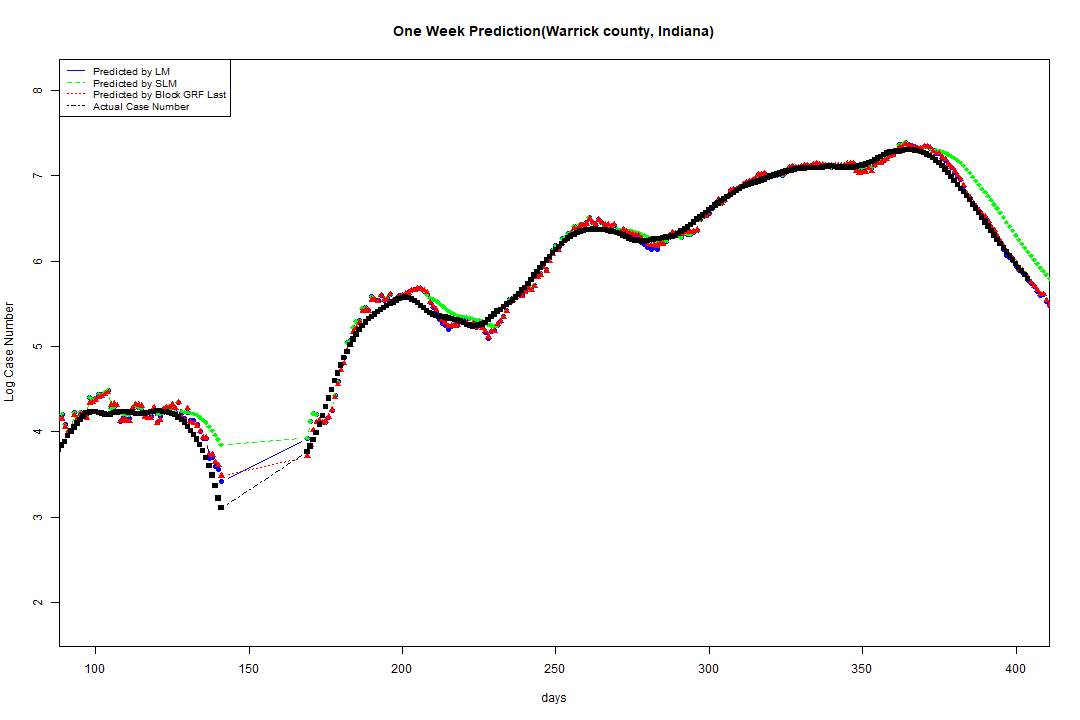 One Week Prediction(Warrick county, Indiana)
Predicted by LM
Predicted by SLM
Predicted by Block GRF Last
Actual Case Number
8
7
6
5
4
3
2
Log Case Number
100 150 200 250 300 350 400
days